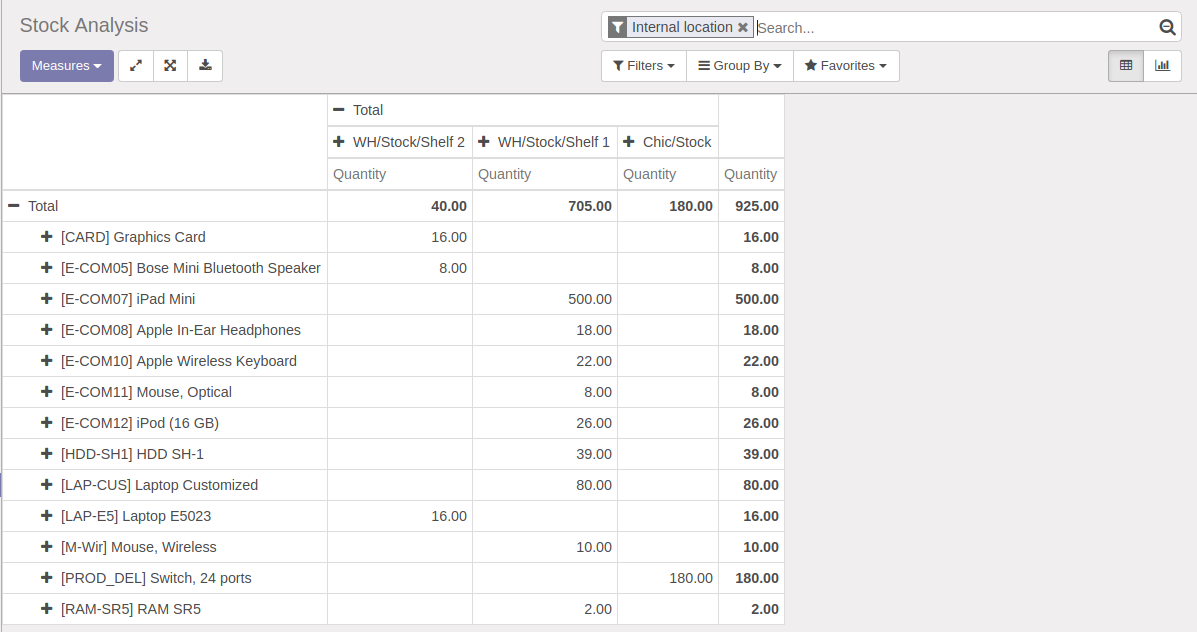 Stock Analysis
Internal location Search...
Measures
Filters Group By Favorites
Total
WH/Stock/Shelf 2 WH/Stock/Shelf 1 Chic/Stock
Quantity Quantity Quantity Quantity
Total 40.00 705.00 180.00 925.00
[CARD] Graphics Card 16.00 16.00
[E-COM05] Bose Mini Bluetooth Speaker 8.00 8.00
[E-COM07] iPad Mini 500.00 500.00
[E-COM08] Apple In-Ear Headphones 18.00 18.00
[E-COM10] Apple Wireless Keyboard 22.00 22.00
[E-COM11] Mouse, Optical 8.00 8.00
[E-COM12] iPod (16 GB) 26.00 26.00
[HDD-SH1] HDD SH-1 39.00 39.00
[LAP-CUS] Laptop Customized 80.00 80.00
[LAP-E5] Laptop E5023 16.00 16.00
[M-Wir] Mouse, Wireless 10.00 10.00
[PROD_DEL] Switch, 24 ports 180.00 180.00
[RAM-SR5] RAM SR5 2.00 2.00